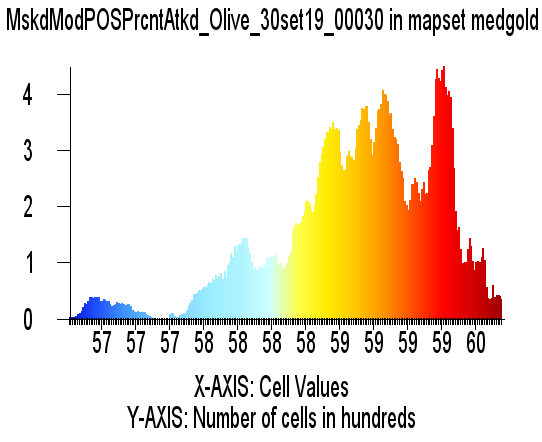 MskdModPOSPrcntAtkd_Olive_30set19_00030 in mapset medgold
4
3
2
1
0
57 57 57 58 58 58 58 59 59 59 59 60
X-AXIS: Cell Values
Y-AXIS: Number of cells in hundreds